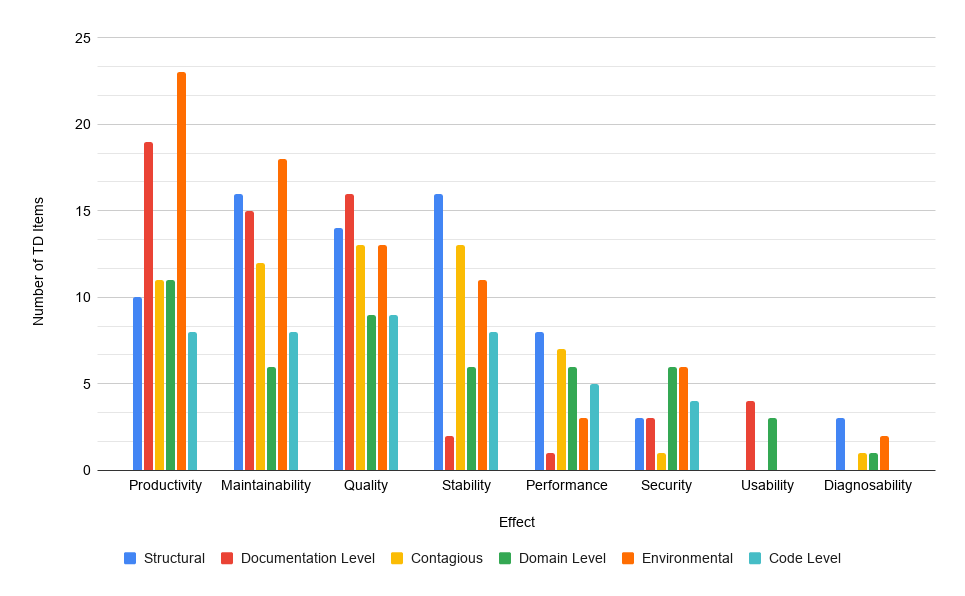 25
20
15
10
5
0
Number of TD Items
Productivity Maintainability Quality Stability Performance Security Usability Diagnosability
Effect
Structural Documentation Level Contagious Domain Level Environmental Code Level